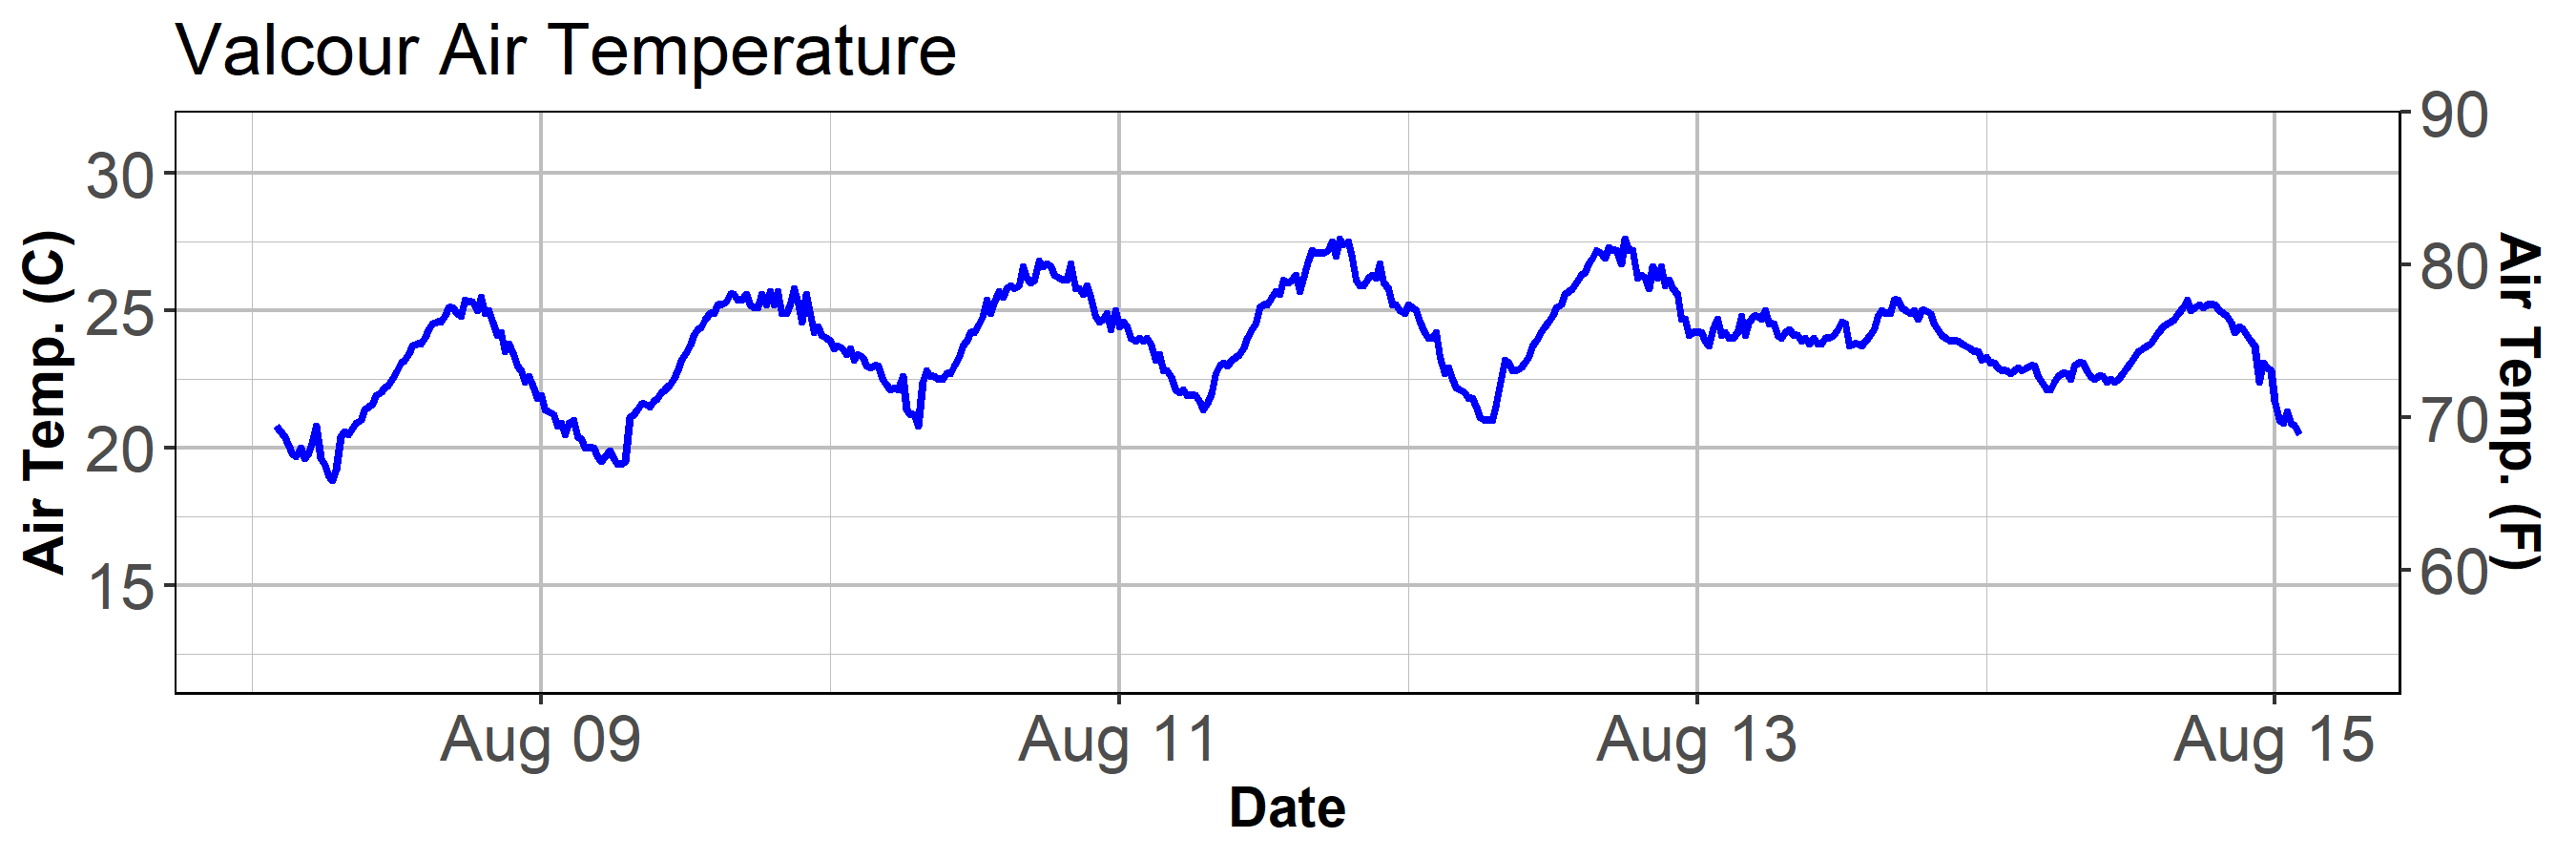 Valcour Air Temperature
Air Temp. (C)
30
25
20
15
90
80
70
60
Air Temp. (F)
Aug 09 Aug 11 Aug 13 Aug 15
Date